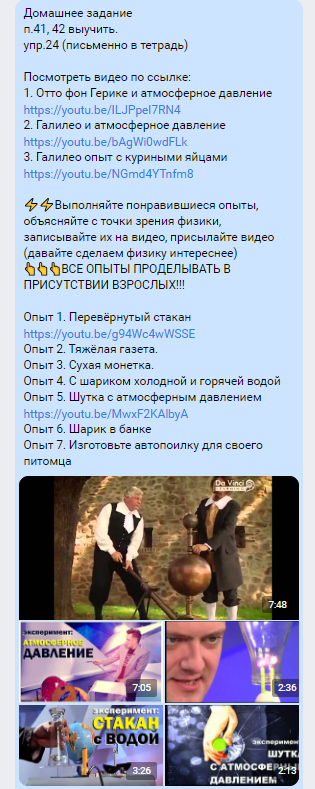 Домашнее задание
п.41, 42 выучить.
упр.24 (письменно в тетрадь)
Посмотреть видео по ссылке:
1. Отто фон Герике и атмосферное давление
https://youtu.be/ILJPpel7RN4
2. Галилео и атмосферное давление
https://youtu.be/bAgWi0wdFLk
3. Галилео опыт с куриными яйцами
https://youtu.be/NGmd4YTnfm8
⚡⚡Выполняйте понравившиеся опыты,
объясняйте с точки зрения физики,
записывайте их на видео, присылайте видео
(давайте сделаем физику интереснее)
👆👆👆ВСЕ ОПЫТЫ ПРОДЕЛЫВАТЬ В
ПРИСУТСТВИИ ВЗРОСЛЫХ!!!
Опыт 1. Перевёрнутый стакан
https://youtu.be/g94Wc4wWSSE
Опыт 2. Тяжёлая газета.
Опыт 3. Сухая монетка.
Опыт 4. С шариком холодной и горячей водой
Опыт 5. Шутка с атмосферным давлением
https://youtu.be/MwxF2KAlbyA
Опыт 6. Шарик в банке
Опыт 7. Изготовьте автопоилку для своего
питомца
Da Vinci
LEARNING
7:48
эксперимент:
АТМОСФЕРНОЕ
ДАВЛЕНИЕ
7:05
2:36
эксперимент:
СТАКАН
с ВОДОЙ
3:26
эксперимент
ШУТКА
С АТМОСФЕРНЫМ
ДАВЛЕНИЕМ
2:13